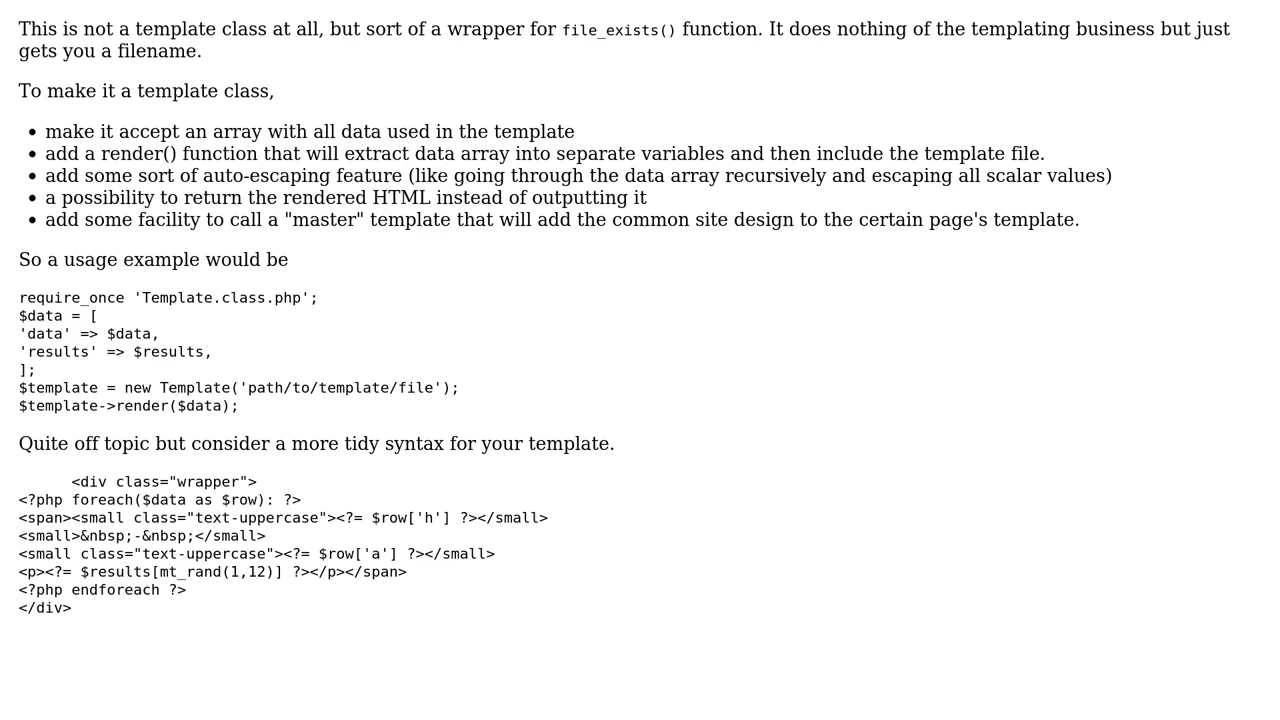 This is not a template class at all, but sort of a wrapper for file_exists() function. It does nothing of the templating business but just
gets you a filename.
To make it a template class,
• make it accept an array with all data used in the template
• add a render() function that will extract data array into separate variables and then include the template file.
• add some sort of auto-escaping feature (like going through the data array recursively and escaping all scalar values)
• a possibility to return the rendered HTML instead of outputting it
• add some facility to call a "master" template that will add the common site design to the certain page's template.
So a usage example would be
require_once 'Template.class.php';
$data = [
'data' => $data,
'results' => $results,
];
$template = new Template('path/to/template/file');
$template->render($data);
Quite off topic but consider a more tidy syntax for your template.
<div class="wrapper">
<?php foreach($data as $row): ?>
<span><small class="text-uppercase"><?= $row['h'] ?></small>
<small>&nbsp;-&nbsp;</small>
<small class="text-uppercase"><?= $row['a'] ?></small>
<p><?= $results[mt_rand(1,12)] ?></p></span>
<?php endforeach ?>
</div>